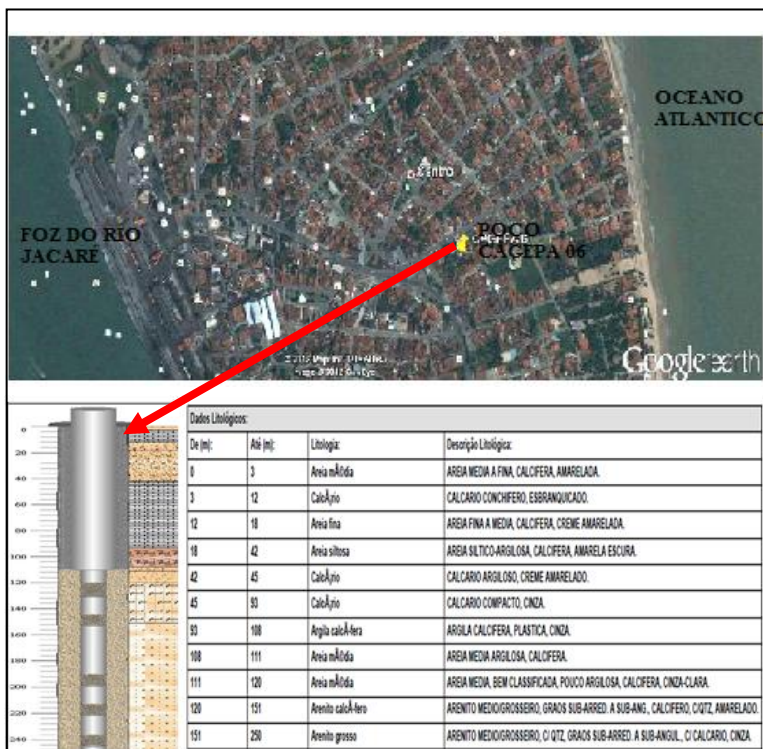 OCEANO
ATLANTICO
Centro
FOZ DO RIO
JACARÉ
POCO
CAGEPA 06
Google earth
Dados Litológicos:
De (m): Até (m): Litologia: Descrição Litológica:
0 3 Areia mÃ©dia AREIA MEDIA A FINA, CALCIFERA, AMARELADA.
3 12 CalcÃ¡rio CALCARIO CONCHIFERO, ESBRANQUICADO.
12 18 Areia fina AREIA FINA A MEDIA, CALCIFERA, CREME AMARELADA.
18 42 Areia siltosa AREIA SILTICO-ARGILOSA, CALCIFERA, AMARELA ESCURA.
42 45 CalcÃ¡rio CALCARIO ARGILOSO, CREME AMARELADO.
45 93 CalcÃ¡rio CALCARIO COMPACTO, CINZA.
93 108 Argila calcÃ­fera ARGILA CALCIFERA, PLASTICA, CINZA.
108 111 Areia mÃ©dia AREIA MEDIA ARGILOSA, CALCIFERA.
111 120 Areia mÃ©dia AREIA MEDIA, BEM CLASSIFICADA, POUCO ARGILOSA, CALCIFERA, CINZA-CLARA.
120 151 Arenito calcÃ­fero ARENITO MEDIO/GROSSEIRO, GRAOS SUB-ARRED. A SUB-ANG., CALCIFERO, C/QTZ, AMARELADO.
151 250 Arenito grosso ARENITO MEDIO/GROSSEIRO, C/ QTZ, GRAOS SUB-ARRED. A SUB-ANGUL., C/ CALCARIO, CINZA.
0
20
40
60
80
100
120
140
160
180
200
220
240